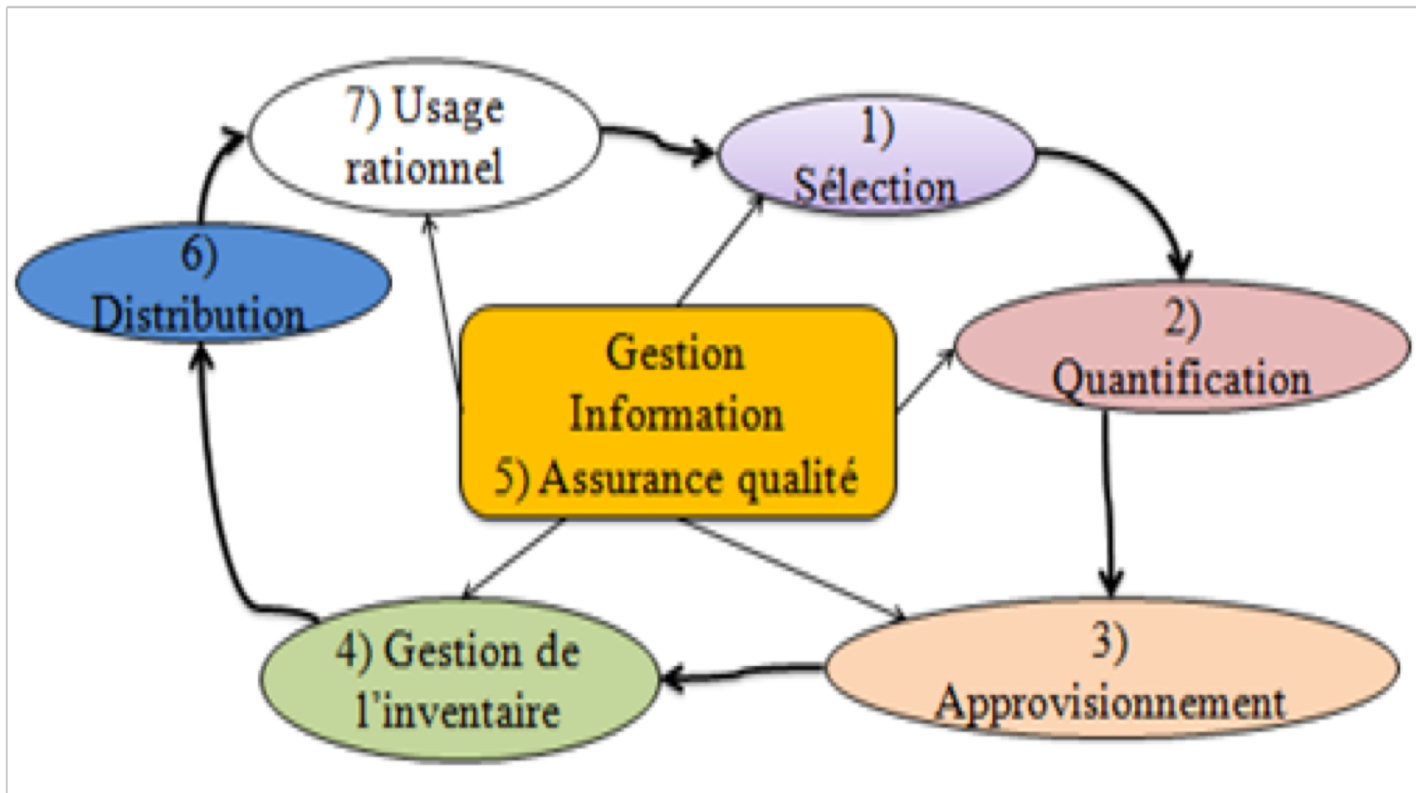 1)
Sélection
2)
Quantification
3)
Approvisionnement
4) Gestion de
l'inventaire
Gestion
Information
5) Assurance qualité
6)
Distribution
7) Usage
rationnel